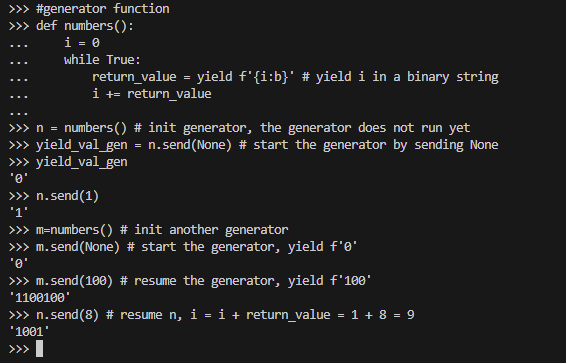 >>> #generator function
>>> def numbers():
...     i = 0
...     while True:
...         return_value = yield f'{i:b}' # yield i in a binary string
...         i += return_value
...
>>> n = numbers() # init generator, the generator does not run yet
>>> yield_val_gen = n.send(None) # start the generator by sending None
>>> yield_val_gen
'0'
>>> n.send(1)
'1'
>>> m=numbers() # init another generator
>>> m.send(None) # start the generator, yield f'0'
'0'
>>> m.send(100) # resume the generator, yield f'100'
'1100100'
>>> n.send(8) # resume n, i = i + return_value = 1 + 8 = 9
'1001'
>>>